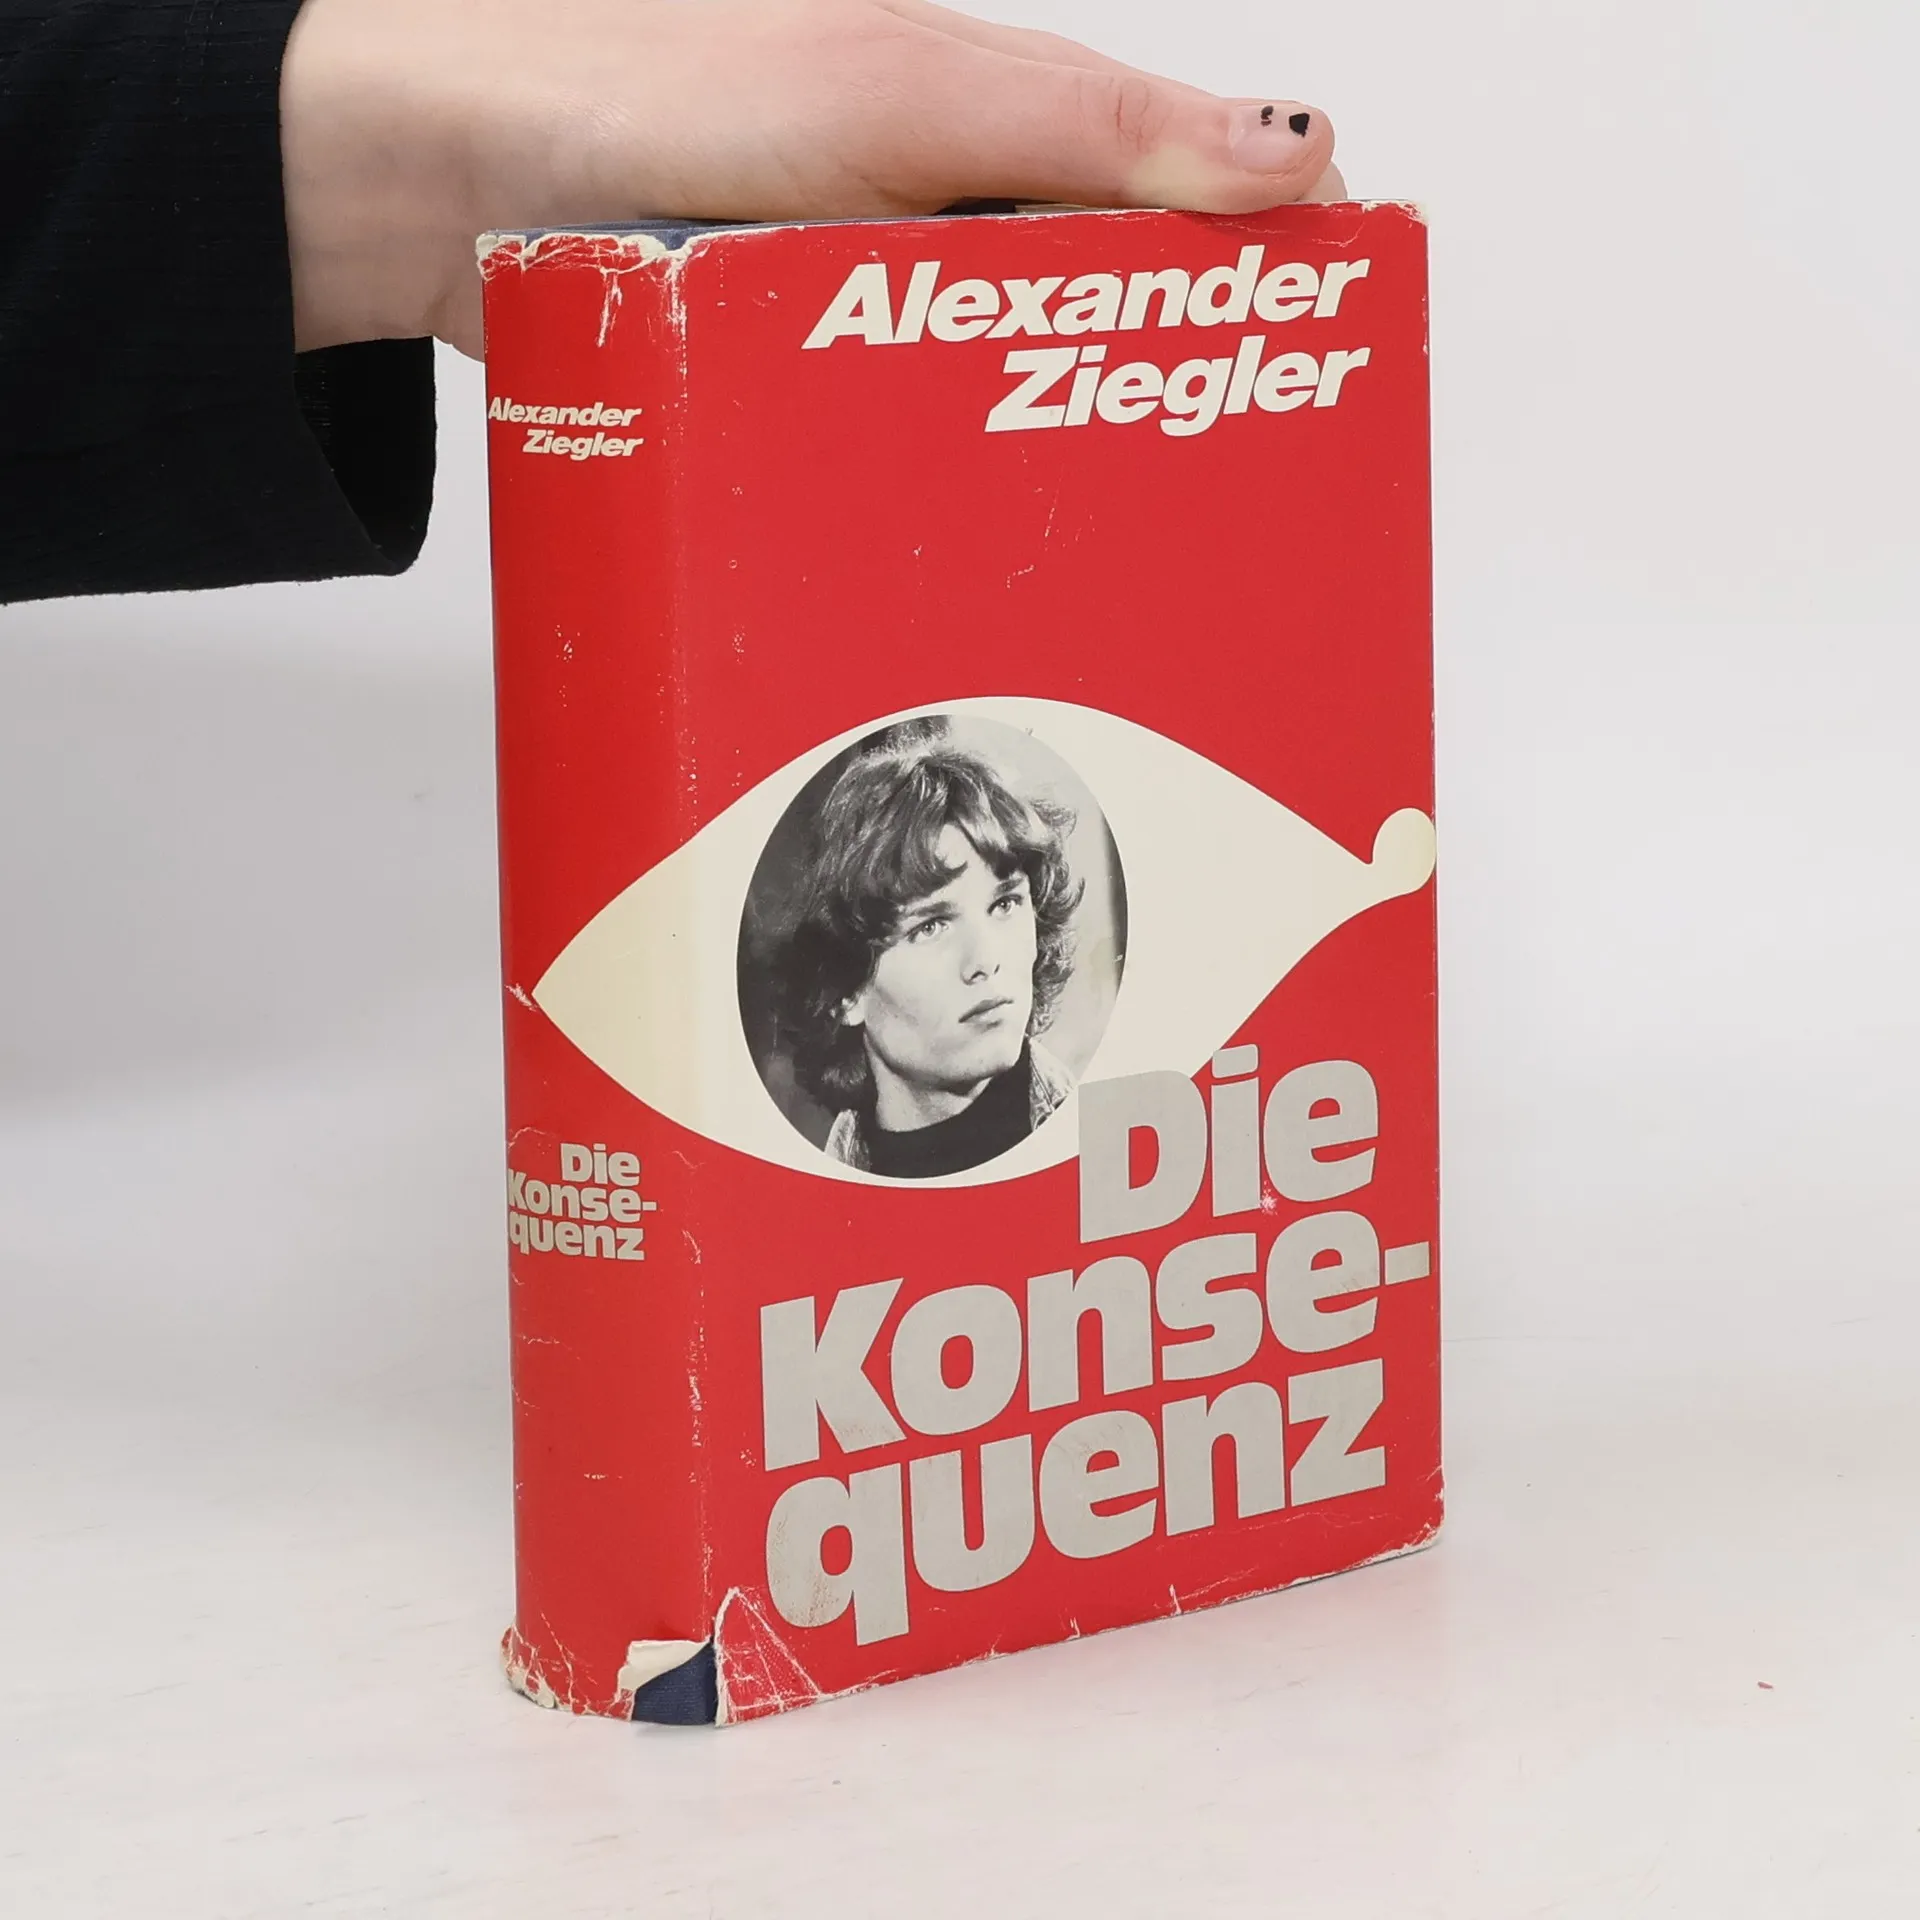 Alexander
Ziegler
Die
Konse-
quenz
Alexander
Ziegler
Die
Konse-
quenz